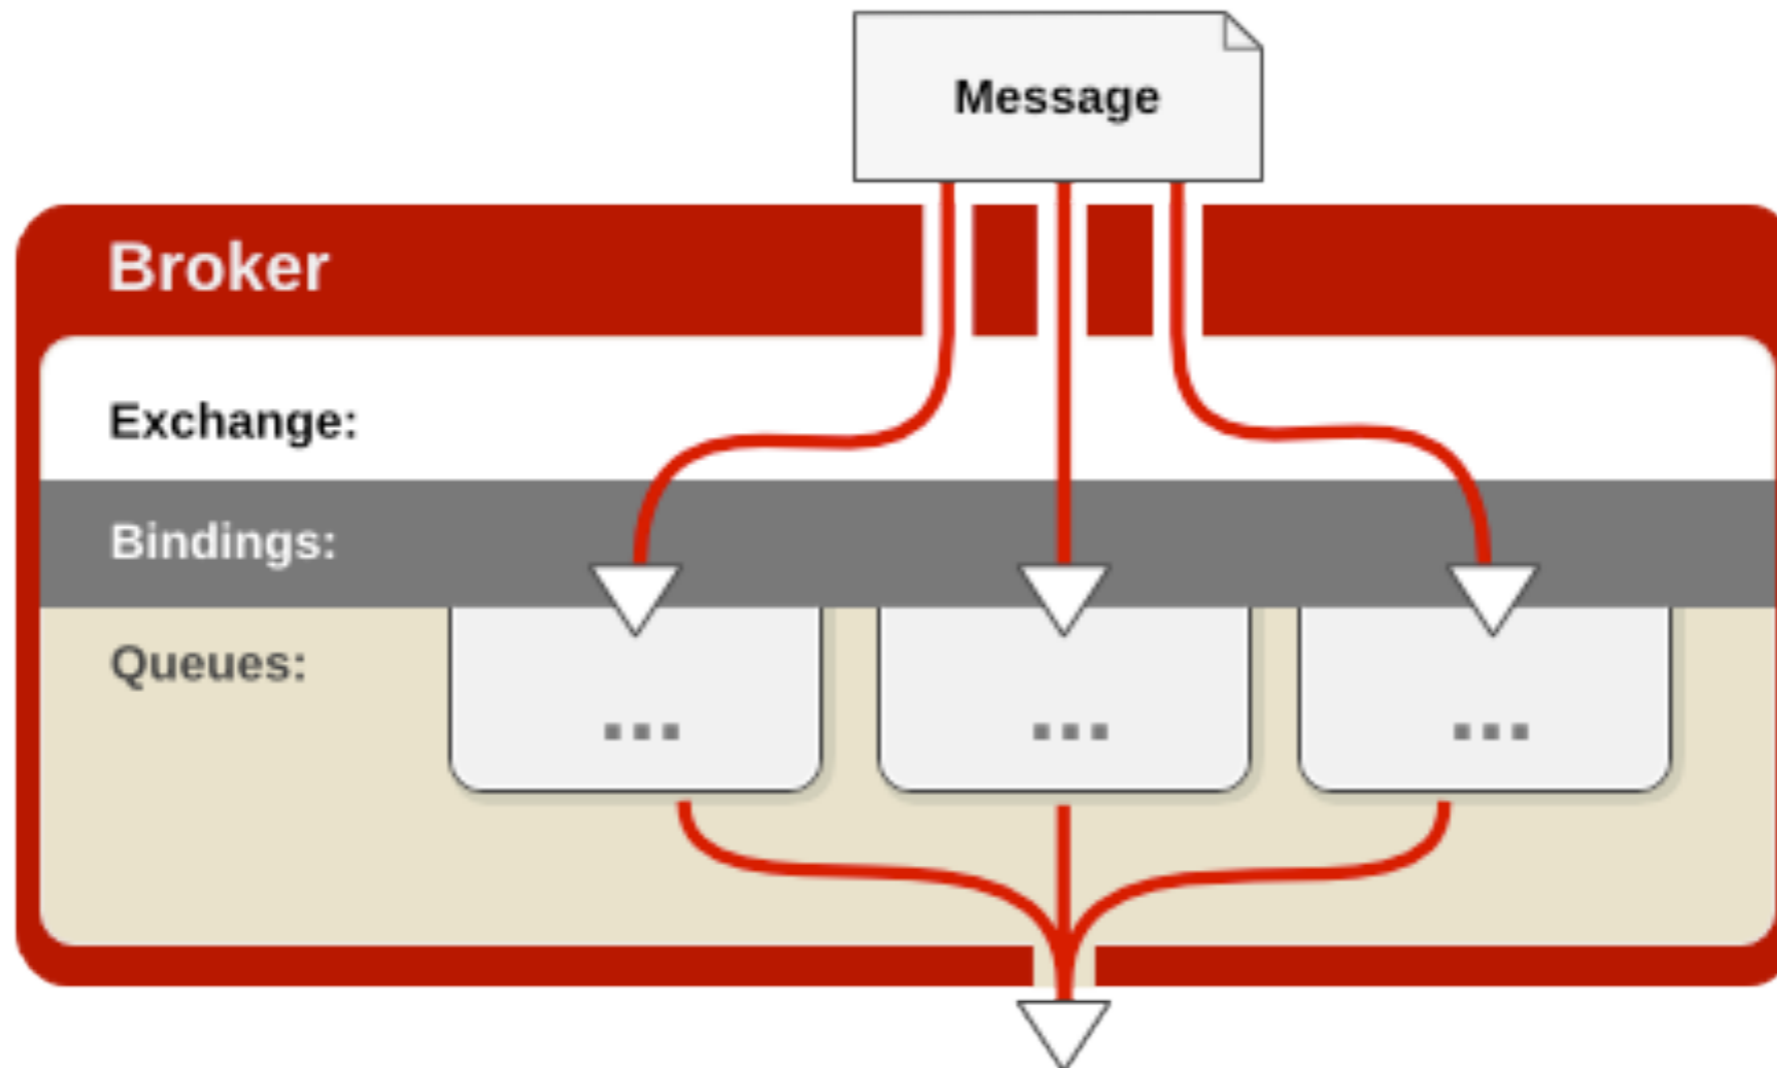 Message
Broker
Exchange:
Bindings:
Queues:
...
...
...